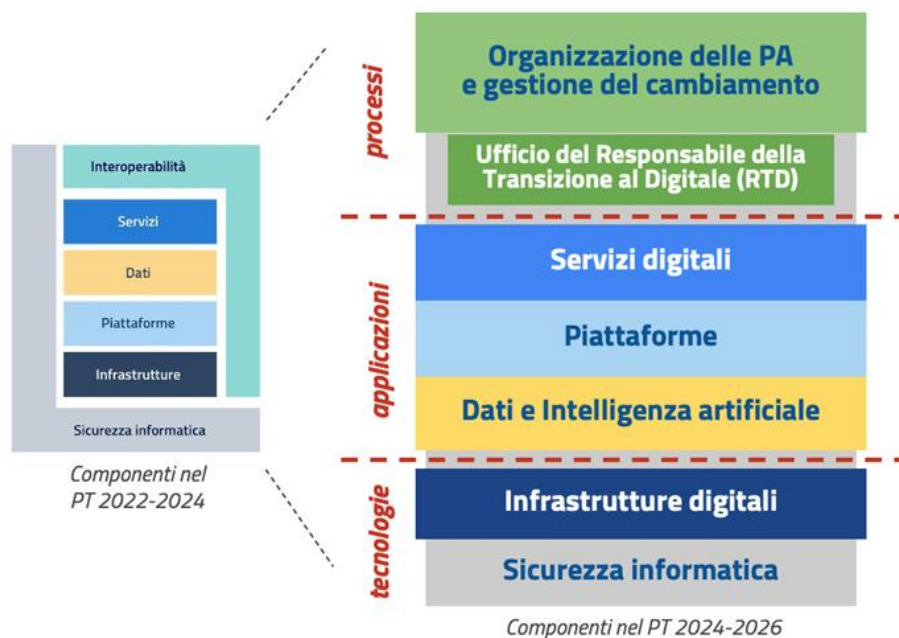 Interoperabilità
Servizi
Dati
Piattaforme
Infrastrutture
Sicurezza informatica
Componenti nel
PT 2022-2024
processi
Organizzazione delle PA
e gestione del cambiamento
Ufficio del Responsabile della
Transizione al Digitale (RTD)
applicazioni
Servizi digitali
Piattaforme
Dati e Intelligenza artificiale
tecnologie
Infrastrutture digitali
Sicurezza informatica
Componenti nel PT 2024-2026